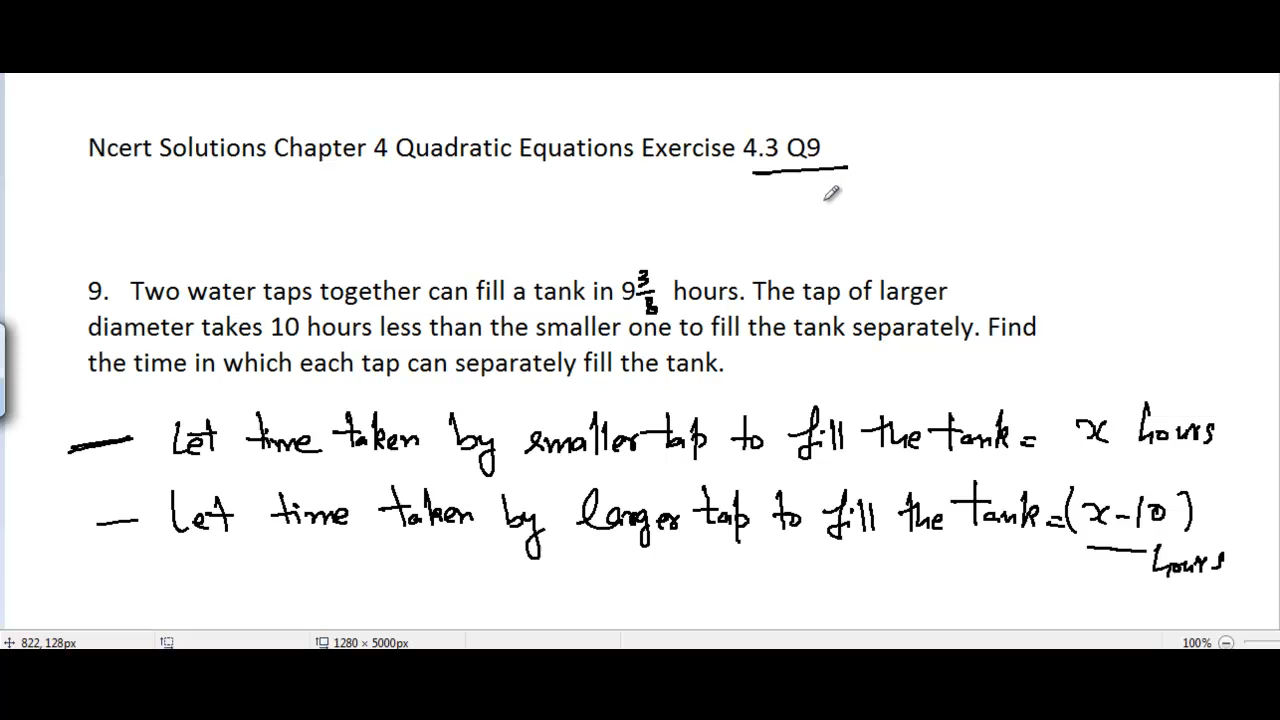 Ncert Solutions Chapter 4 Quadratic Equations Exercise 4.3 Q9
9. Two water taps together can fill a tank in 9 3/8 hours. The tap of larger
diameter takes 10 hours less than the smaller one to fill the tank separately. Find
the time in which each tap can separately fill the tank.
Let time taken by smaller tap to fill the tank = x hours
Let time taken by larger tap to fill the tank = (x-10)
hours
822, 128px 1280 × 5000px 100%